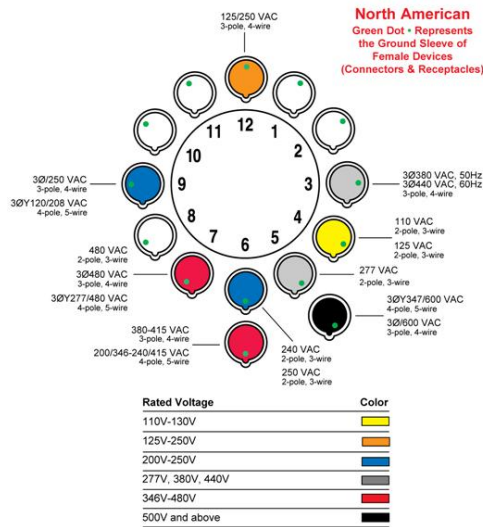 North American
Green Dot • Represents
the Ground Sleeve of
Female Devices
(Connectors & Receptacles)
125/250 VAC
3-pole, 4-wire
12
1
2
3
4
5
6
7
8
9
10
11
3Ø/250 VAC
3-pole, 4-wire
3ØY120/208 VAC
4-pole, 5-wire
3Ø380 VAC, 50Hz
3Ø440 VAC, 60Hz
3-pole, 4-wire
110 VAC
2-pole, 3-wire
125 VAC
2-pole, 3-wire
480 VAC
2-pole, 3-wire
3Ø480 VAC
3-pole, 4-wire
3ØY277/480 VAC
4-pole, 5-wire
277 VAC
2-pole, 3-wire
3ØY347/600 VAC
4-pole, 5-wire
3Ø/600 VAC
3-pole, 4-wire
380-415 VAC
3-pole, 4-wire
200/346-240/415 VAC
4-pole, 5-wire
240 VAC
2-pole, 3-wire
250 VAC
2-pole, 3-wire
Rated Voltage Color
110V-130V
125V-250V
200V-250V
277V, 380V, 440V
346V-480V
500V and above